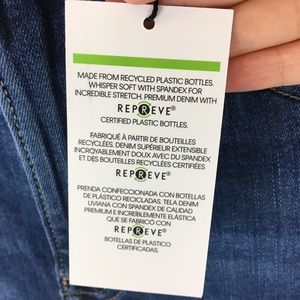 MADE FROM RECYCLED PLASTIC BOTTLES.
WHISPER SOFT WITH SPANDEX FOR
INCREDIBLE STRETCH. PREMIUM DENIM WITH
REPREVE®
CERTIFIED PLASTIC BOTTLES.
FABRIQUÉ À PARTIR DE BOUTEILLES
RECYCLÉES. DENIM SUPÉRIEUR EXTENSIBLE
INCROYABLEMENT DOUX AVEC DU SPANDEX
ET DES BOUTEILLES RECYCLÉES CERTIFIÉES
REPREVE®
PRENDA CONFECCIONADA CON BOTELLAS
DE PLÁSTICO RECICLADAS. TELA DENIM
LIVIANA CON SPANDEX DE CALIDAD
PREMIUM E INCREÍBLEMENTE ELÁSTICA
QUE SE FABRICÓ CON
REPREVE®
BOTELLAS DE PLASTICO
CERTIFICADAS.